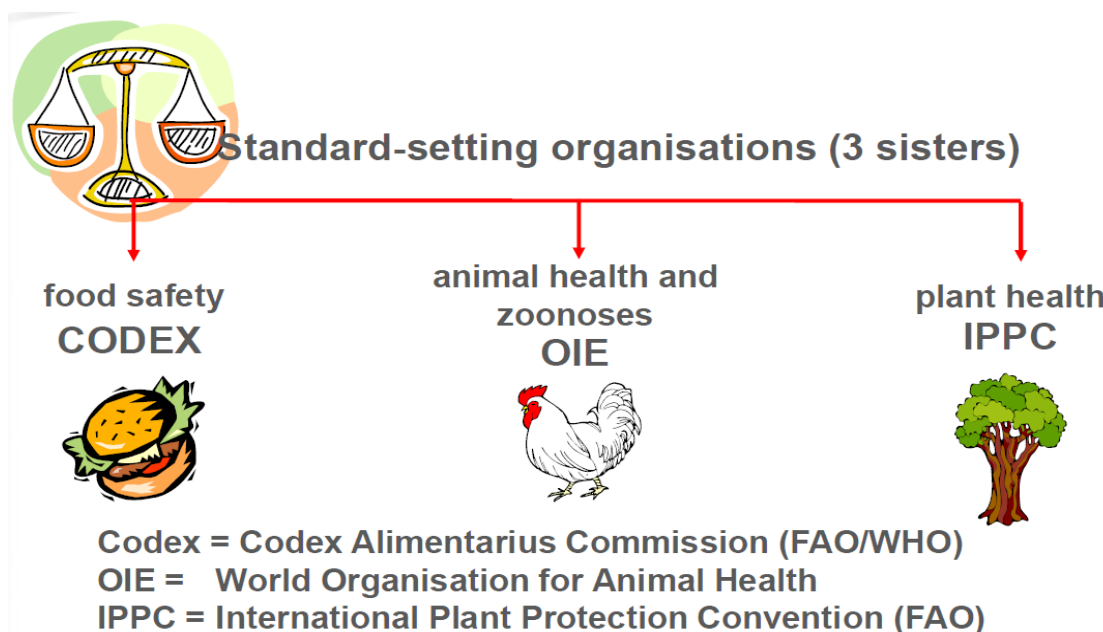 Standard-setting organisations (3 sisters)
food safety
CODEX
animal health and
zoonoses
OIE
plant health
IPPC
Codex = Codex Alimentarius Commission (FAO/WHO)
OIE = World Organisation for Animal Health
IPPC = International Plant Protection Convention (FAO)